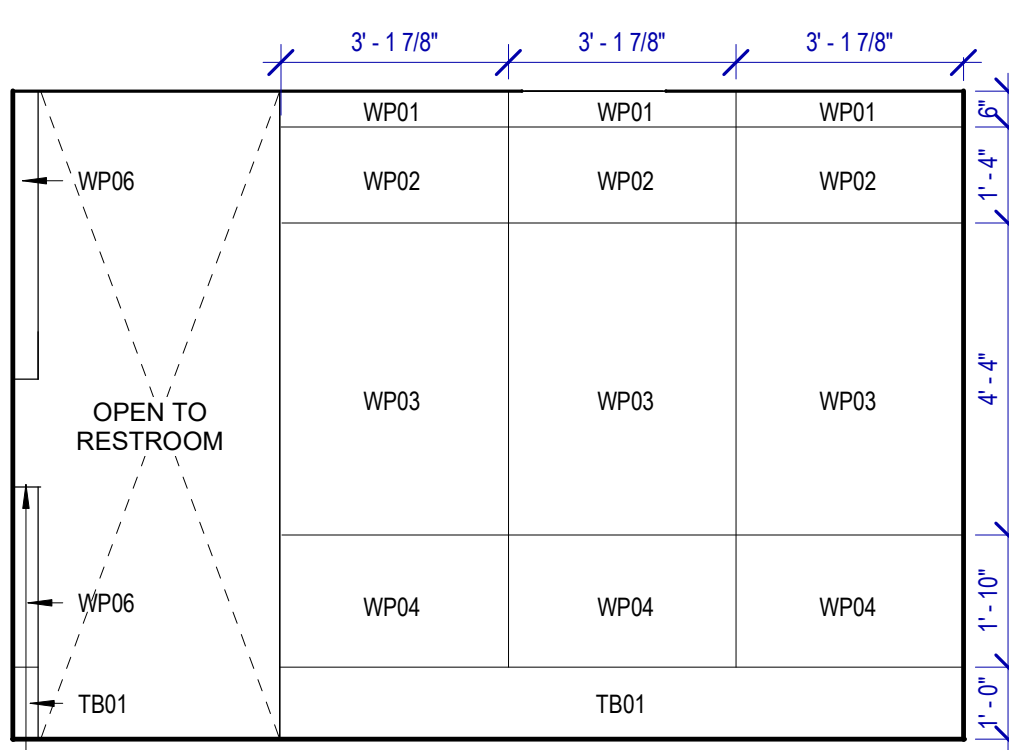 3' - 1 7/8" 3' - 1 7/8" 3' - 1 7/8"
WP01 WP01 WP01 6"
WP06 WP02 WP02 WP02 1' - 4"
WP03 WP03 WP03 4' - 4"
OPEN TO
RESTROOM
WP06 WP04 WP04 WP04 1' - 10"
TB01 TB01 1' - 0"